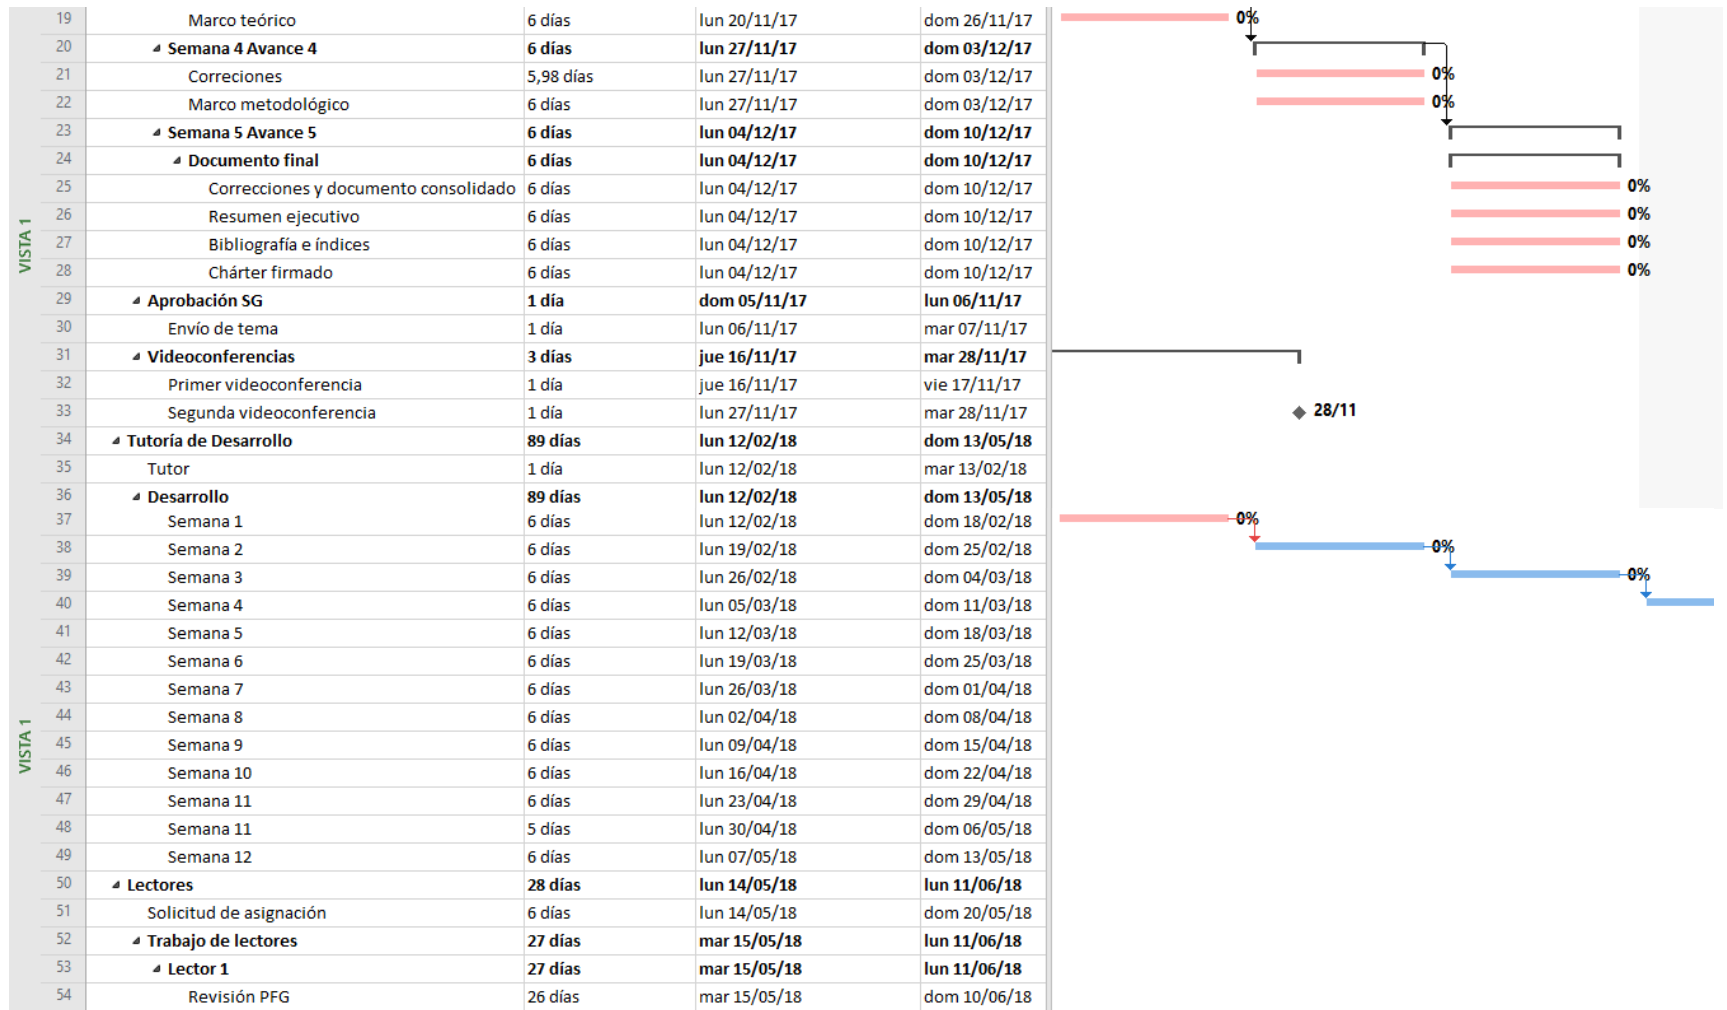 19 Marco teórico 6 días lun 20/11/17 dom 26/11/17 0%
20 Semana 4 Avance 4 6 días lun 27/11/17 dom 03/12/17
21 Correciones 5,98 días lun 27/11/17 dom 03/12/17 0%
22 Marco metodológico 6 días lun 27/11/17 dom 03/12/17 0%
23 Semana 5 Avance 5 6 días lun 04/12/17 dom 10/12/17
24 Documento final 6 días lun 04/12/17 dom 10/12/17
25 Correcciones y documento consolidado 6 días lun 04/12/17 dom 10/12/17 0%
26 Resumen ejecutivo 6 días lun 04/12/17 dom 10/12/17 0%
27 Bibliografía e índices 6 días lun 04/12/17 dom 10/12/17 0%
28 Chárter firmado 6 días lun 04/12/17 dom 10/12/17 0%
VISTA 1
29 Aprobación SG 1 día dom 05/11/17 lun 06/11/17
30 Envío de tema 1 día lun 06/11/17 mar 07/11/17
31 Videoconferencias 3 días jue 16/11/17 mar 28/11/17
32 Primer videoconferencia 1 día jue 16/11/17 vie 17/11/17
33 Segunda videoconferencia 1 día lun 27/11/17 mar 28/11/17 28/11
34 Tutoría de Desarrollo 89 días lun 12/02/18 dom 13/05/18
35 Tutor 1 día lun 12/02/18 mar 13/02/18
36 Desarrollo 89 días lun 12/02/18 dom 13/05/18
37 Semana 1 6 días lun 12/02/18 dom 18/02/18 0%
38 Semana 2 6 días lun 19/02/18 dom 25/02/18 0%
39 Semana 3 6 días lun 26/02/18 dom 04/03/18 0%
40 Semana 4 6 días lun 05/03/18 dom 11/03/18
41 Semana 5 6 días lun 12/03/18 dom 18/03/18
42 Semana 6 6 días lun 19/03/18 dom 25/03/18
43 Semana 7 6 días lun 26/03/18 dom 01/04/18
44 Semana 8 6 días lun 02/04/18 dom 08/04/18
45 Semana 9 6 días lun 09/04/18 dom 15/04/18
46 Semana 10 6 días lun 16/04/18 dom 22/04/18
VISTA 1
47 Semana 11 6 días lun 23/04/18 dom 29/04/18
48 Semana 11 5 días lun 30/04/18 dom 06/05/18
49 Semana 12 6 días lun 07/05/18 dom 13/05/18
50 Lectores 28 días lun 14/05/18 lun 11/06/18
51 Solicitud de asignación 6 días lun 14/05/18 dom 20/05/18
52 Trabajo de lectores 27 días mar 15/05/18 lun 11/06/18
53 Lector 1 27 días mar 15/05/18 lun 11/06/18
54 Revisión PFG 26 días mar 15/05/18 dom 10/06/18